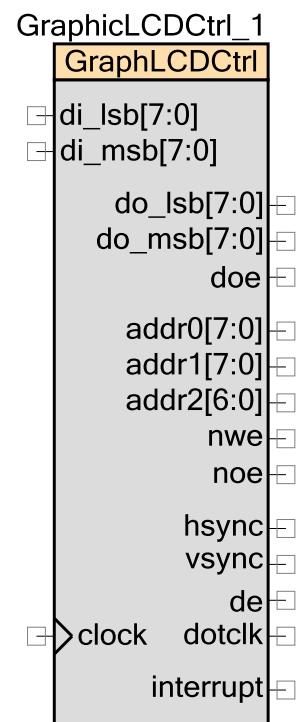 GraphicLCDCtrl_1
GraphLCDCtrl
di_lsb[7:0]
di_msb[7:0]
do_lsb[7:0]
do_msb[7:0]
doe
addr0[7:0]
addr1[7:0]
addr2[6:0]
nwe
noe
hsync
vsync
de
clock dotclk
interrupt